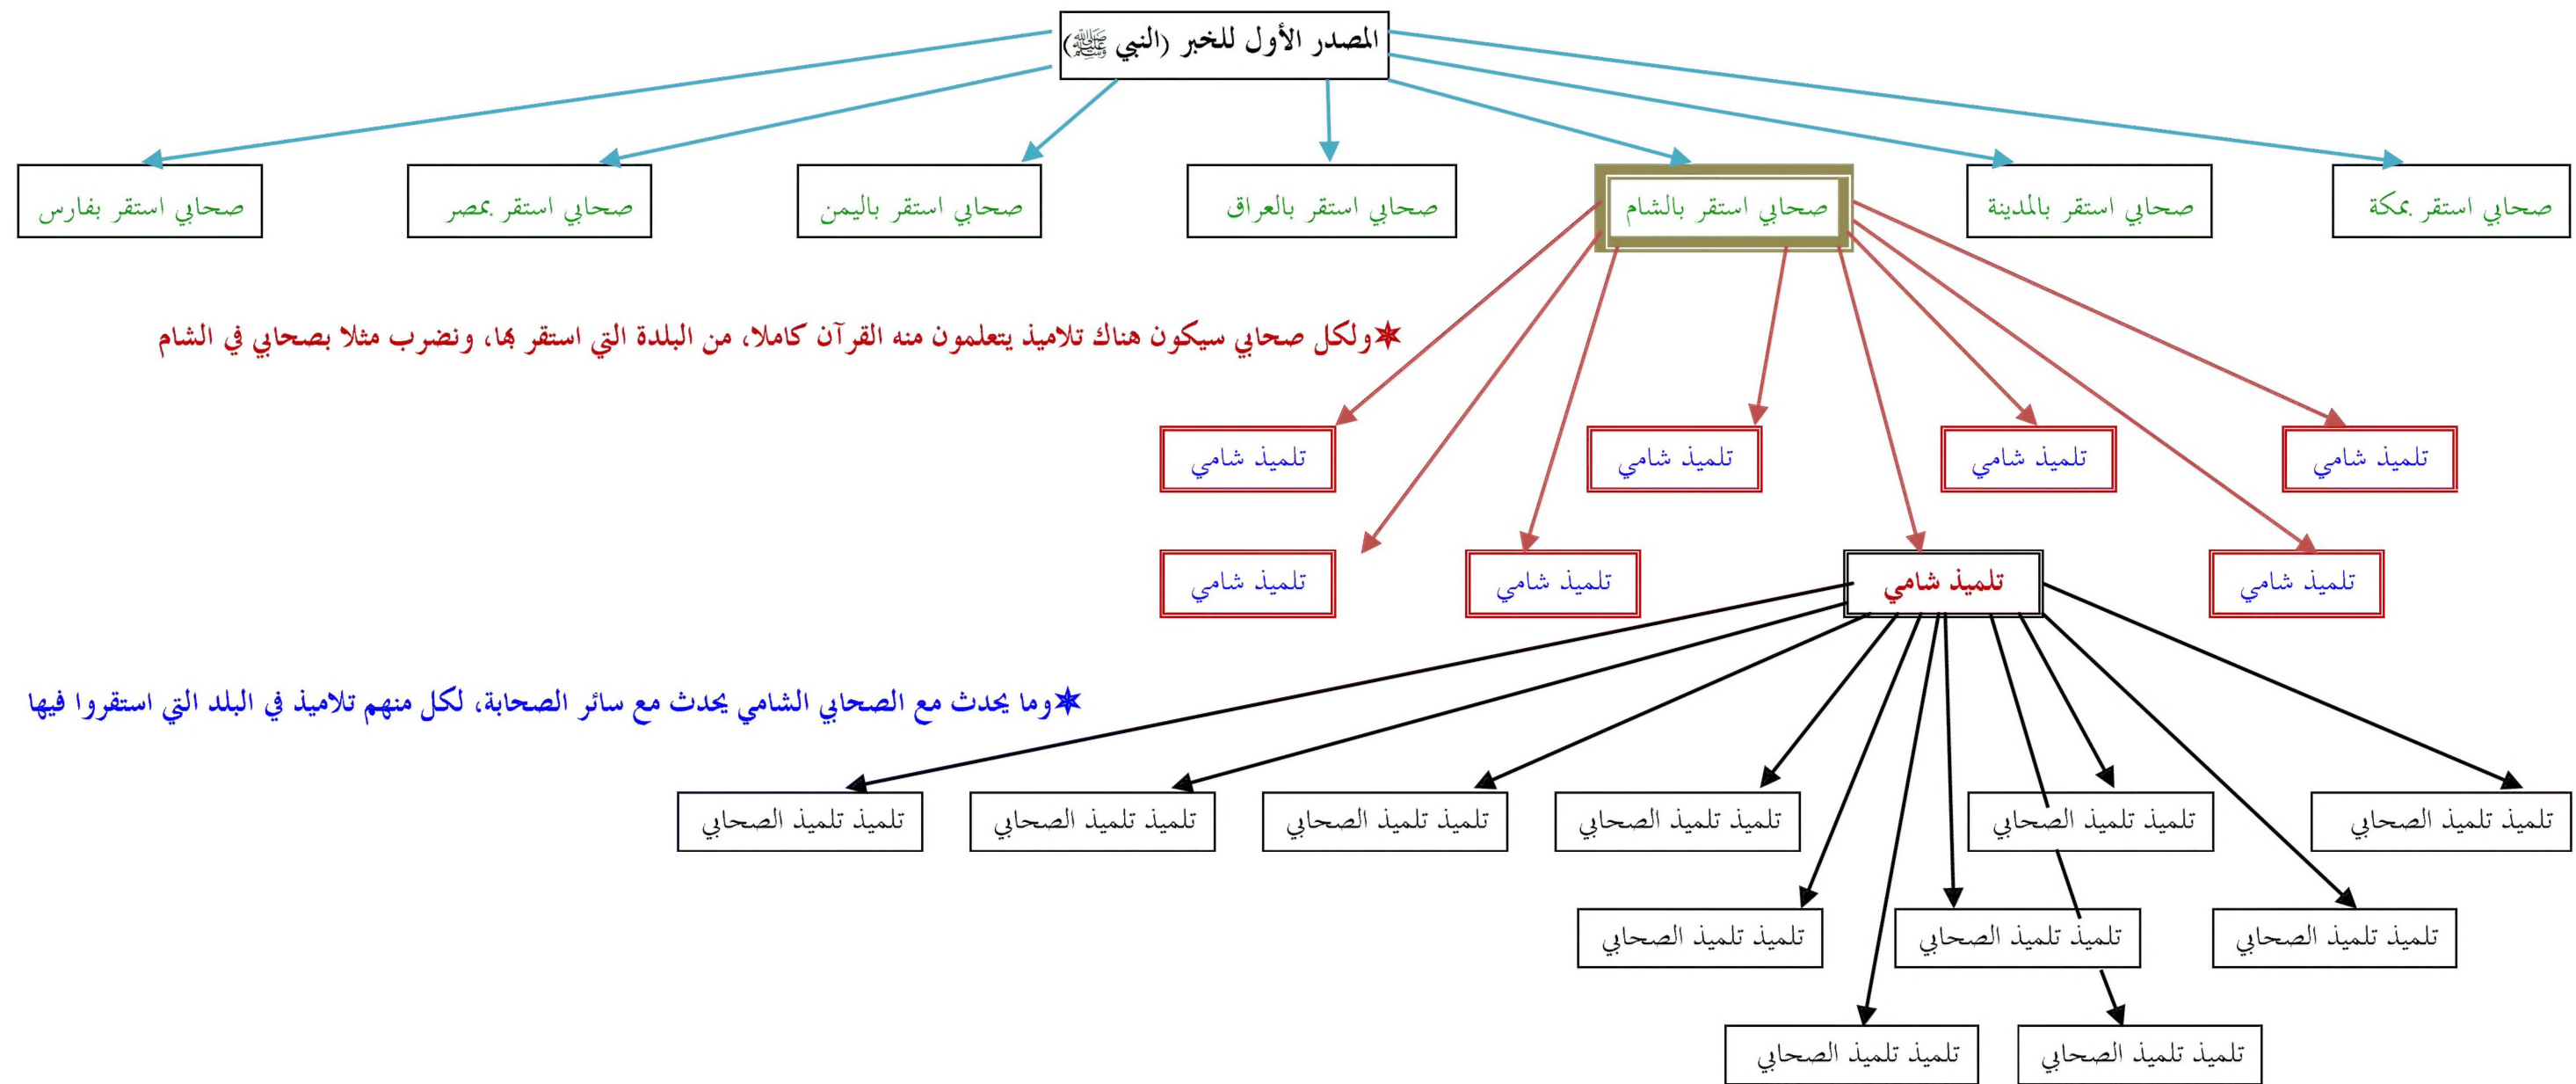 المصدر الأول للخبر (النبي ﷺ)
صحابي استقر بمكة
صحابي استقر بالمدينة
صحابي استقر بالشام
صحابي استقر بالعراق
صحابي استقر باليمن
صحابي استقر بمصر
صحابي استقر بفارس
✶ولكل صحابي سيكون هناك تلاميذ يتعلمون منه القرآن كاملا، من البلدة التي استقر بها، ونضرب مثلا بصحابي في الشام
تلميذ شامي
تلميذ شامي
تلميذ شامي
تلميذ شامي
تلميذ شامي
تلميذ شامي
تلميذ شامي
تلميذ شامي
✶وما يحدث مع الصحابي الشامي يحدث مع سائر الصحابة، لكل منهم تلاميذ في البلد التي استقروا فيها
تلميذ تلميذ الصحابي
تلميذ تلميذ الصحابي
تلميذ تلميذ الصحابي
تلميذ تلميذ الصحابي
تلميذ تلميذ الصحابي
تلميذ تلميذ الصحابي
تلميذ تلميذ الصحابي
تلميذ تلميذ الصحابي
تلميذ تلميذ الصحابي
تلميذ تلميذ الصحابي
تلميذ تلميذ الصحابي